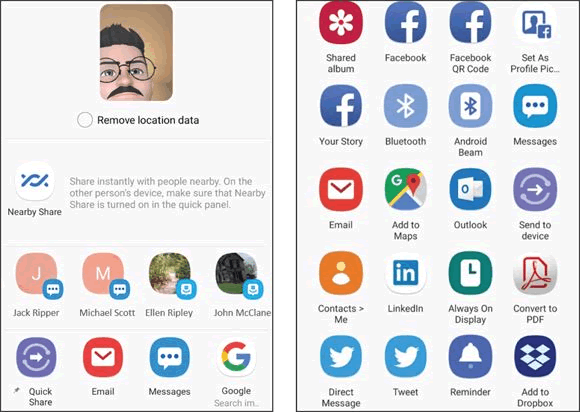 Remove location data
Share instantly with people nearby. On the
other person's device, make sure that Nearby
Share is turned on in the quick panel.
Nearby Share
J
M
Jack Ripper
Michael Scott
Ellen Ripley
John McClane
Quick
Share
Email
Messages
Google
Search im..
Shared
album
Facebook
Facebook
QR Code
Set As
Profile Pic...
Your Story
Bluetooth
Android
Beam
Messages
Email
G
Add to
Maps
Outlook
Send to
device
Contacts >
Me
in
LinkedIn
Always On
Display
Convert to
PDF
Direct
Message
Tweet
Reminder
Add to
Dropbox